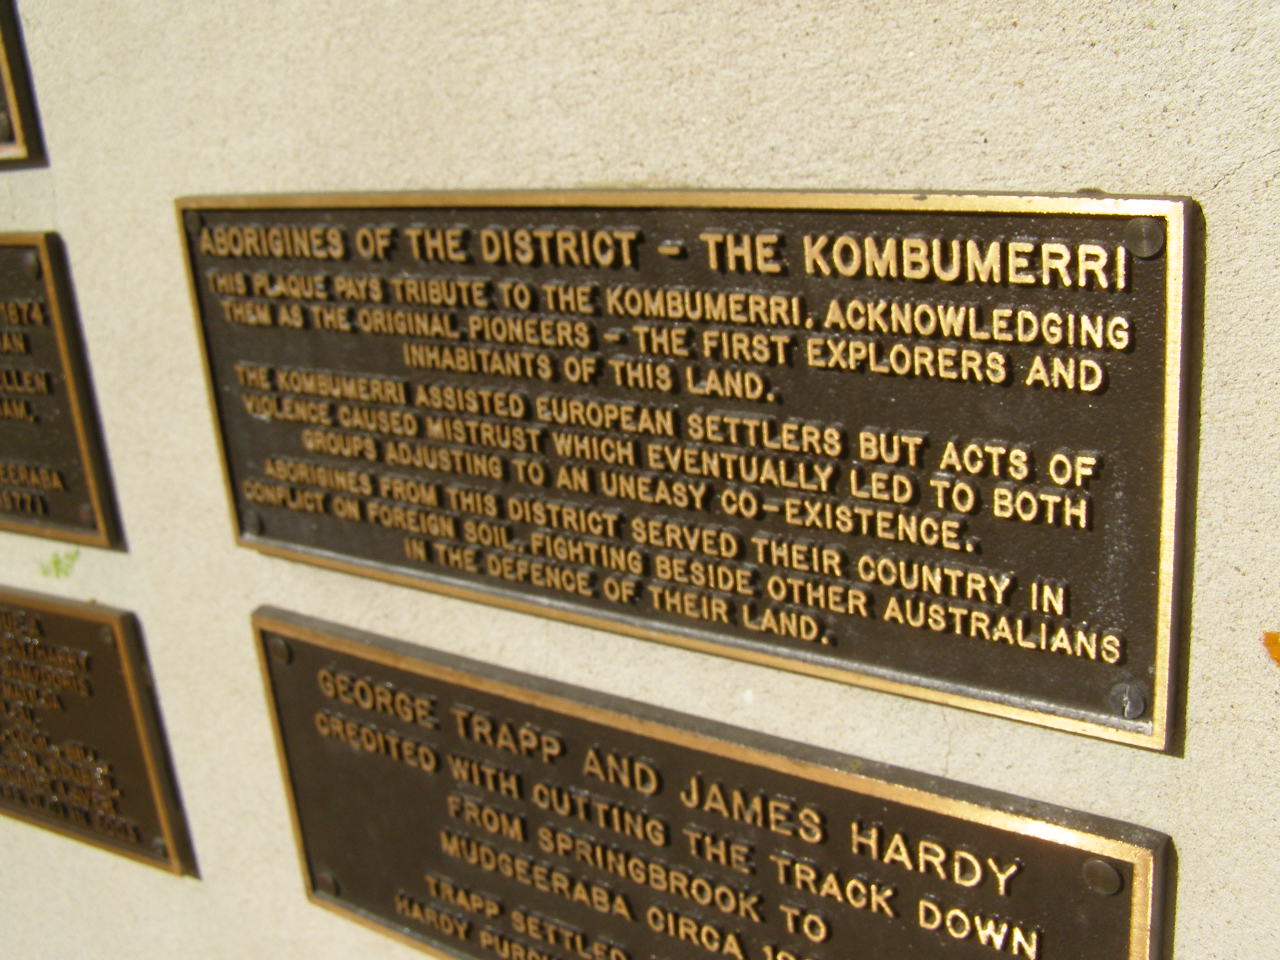 ABORIGINES OF THE DISTRICT - THE KOMBUMERRI
THIS PLAQUE PAYS TRIBUTE TO THE KOMBUMERRI, ACKNOWLEDGING
THEM AS THE ORIGINAL PIONEERS - THE FIRST EXPLORERS AND
INHABITANTS OF THIS LAND.
THE KOMBUMERRI ASSISTED EUROPEAN SETTLERS BUT ACTS OF
VIOLENCE CAUSED MISTRUST WHICH EVENTUALLY LED TO BOTH
GROUPS ADJUSTING TO AN UNEASY CO-EXISTENCE.
ABORIGINES FROM THIS DISTRICT SERVED THEIR COUNTRY IN
CONFLICT ON FOREIGN SOIL, FIGHTING BESIDE OTHER AUSTRALIANS
IN THE DEFENCE OF THEIR LAND.
GEORGE TRAPP AND JAMES HARDY
CREDITED WITH CUTTING THE TRACK DOWN
FROM SPRINGBROOK TO
MUDGEERABA CIRCA
TRAPP SETTLED
HARDY
1874